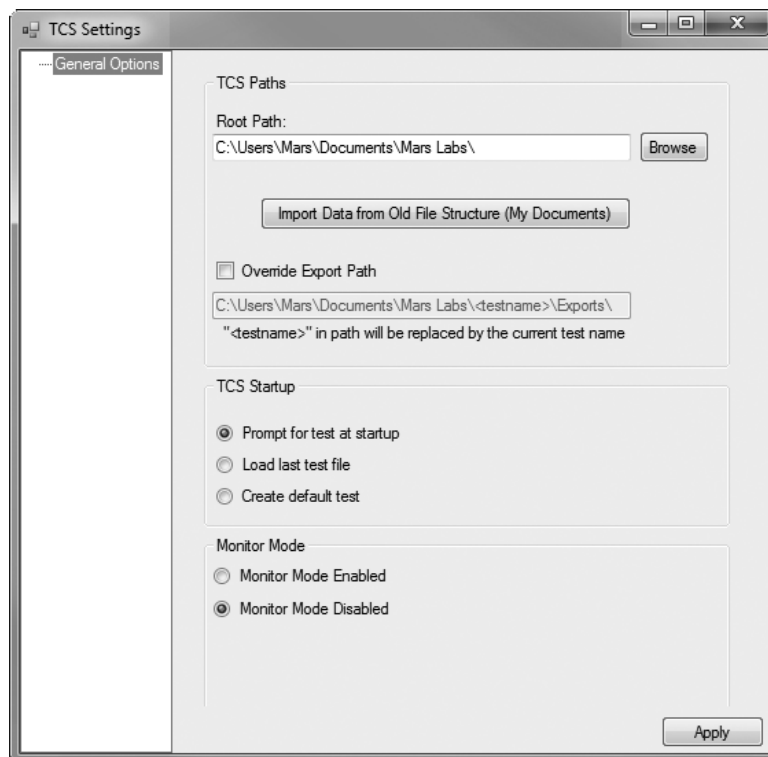 TCS Settings
General Options
TCS Paths
Root Path:
C:\Users\Mars\Documents\Mars Labs\
Browse
Import Data from Old File Structure (My Documents)
Override Export Path
C:\Users\Mars\Documents\Mars Labs\<testname>\Exports\
"<testname>" in path will be replaced by the current test name
TCS Startup
Prompt for test at startup
Load last test file
Create default test
Monitor Mode
Monitor Mode Enabled
Monitor Mode Disabled
Apply